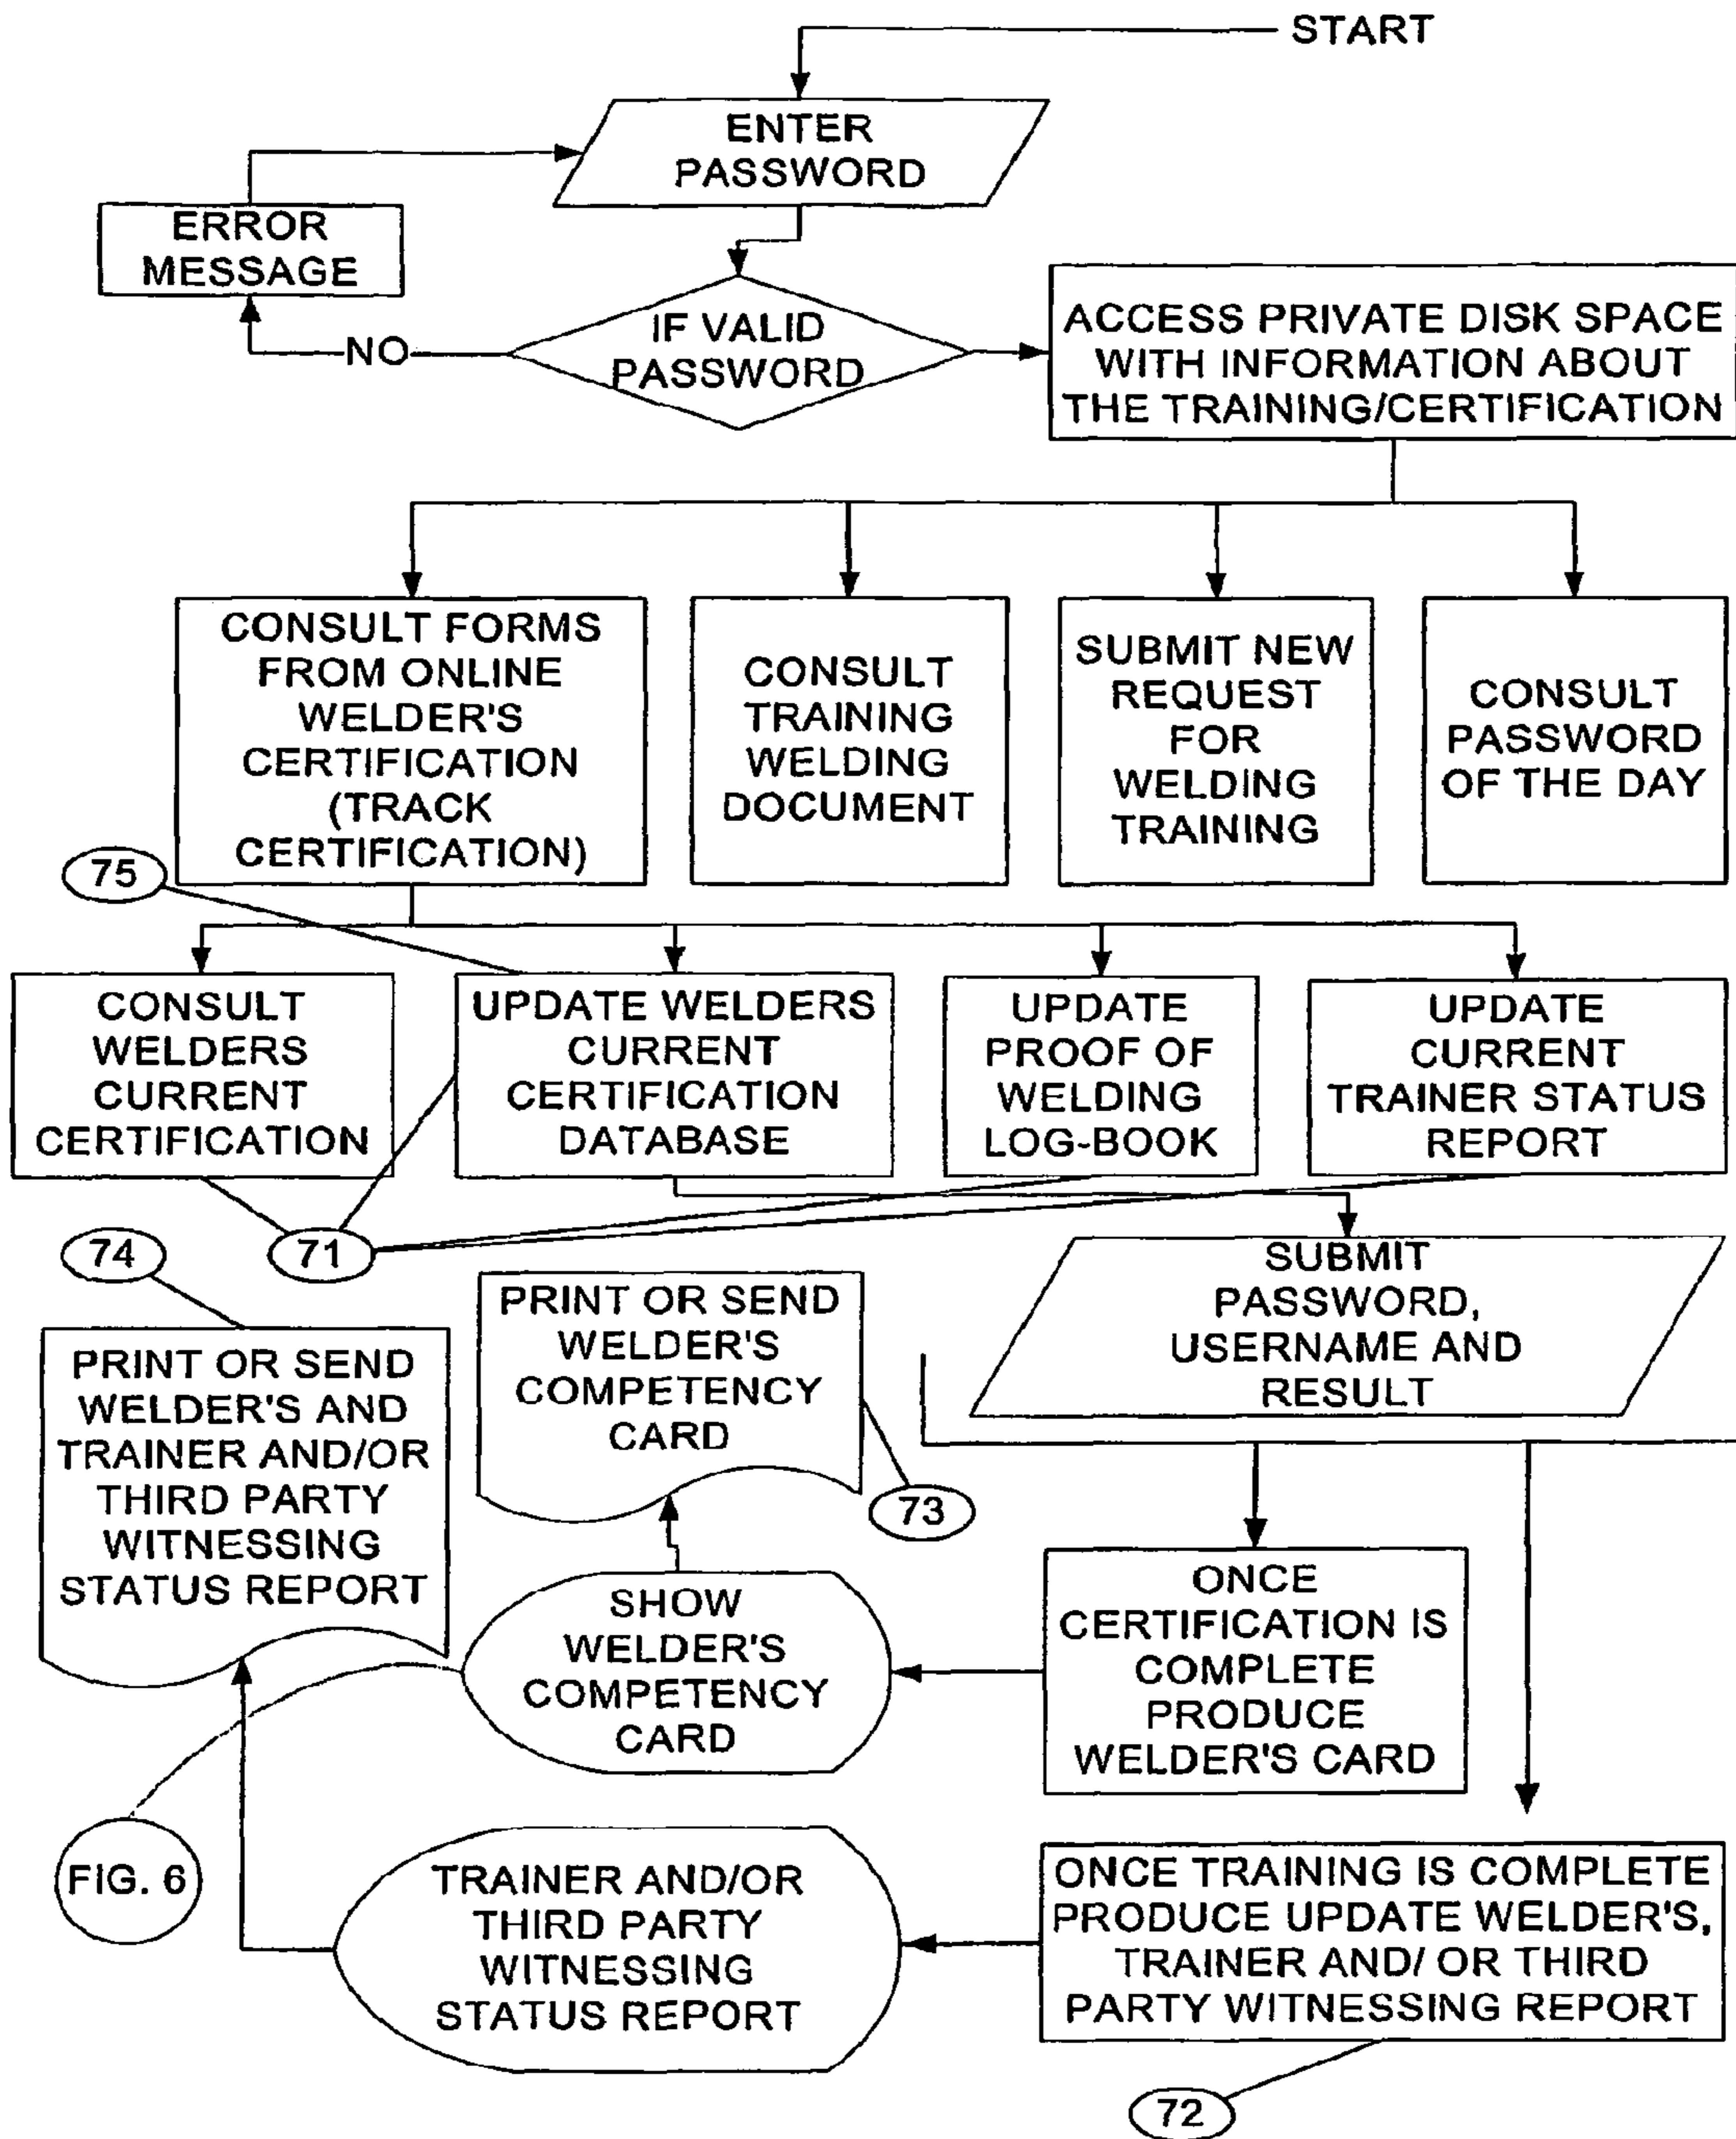 START
ENTER
PASSWORD
ERROR
MESSAGE
NO
IF VALID
PASSWORD
ACCESS PRIVATE DISK SPACE
WITH INFORMATION ABOUT
THE TRAINING/CERTIFICATION
CONSULT FORMS
FROM ONLINE
WELDER'S
CERTIFICATION
(TRACK
CERTIFICATION)
CONSULT
TRAINING
WELDING
DOCUMENT
SUBMIT NEW
REQUEST
FOR
WELDING
TRAINING
CONSULT
PASSWORD
OF THE DAY
75
CONSULT
WELDERS
CURRENT
CERTIFICATION
UPDATE WELDERS
CURRENT
CERTIFICATION
DATABASE
UPDATE
PROOF OF
WELDING
LOG-BOOK
UPDATE
CURRENT
TRAINER STATUS
REPORT
74
71
SUBMIT
PASSWORD,
USERNAME AND
RESULT
PRINT OR SEND
WELDER'S
COMPETENCY
CARD
73
PRINT OR SEND
WELDER'S AND
TRAINER AND/OR
THIRD PARTY
WITNESSING
STATUS REPORT
SHOW
WELDER'S
COMPETENCY
CARD
ONCE
CERTIFICATION IS
COMPLETE
PRODUCE
WELDER'S CARD
FIG. 6
TRAINER AND/OR
THIRD PARTY
WITNESSING
STATUS REPORT
ONCE TRAINING IS COMPLETE
PRODUCE UPDATE WELDER'S,
TRAINER AND/ OR THIRD
PARTY WITNESSING REPORT
72